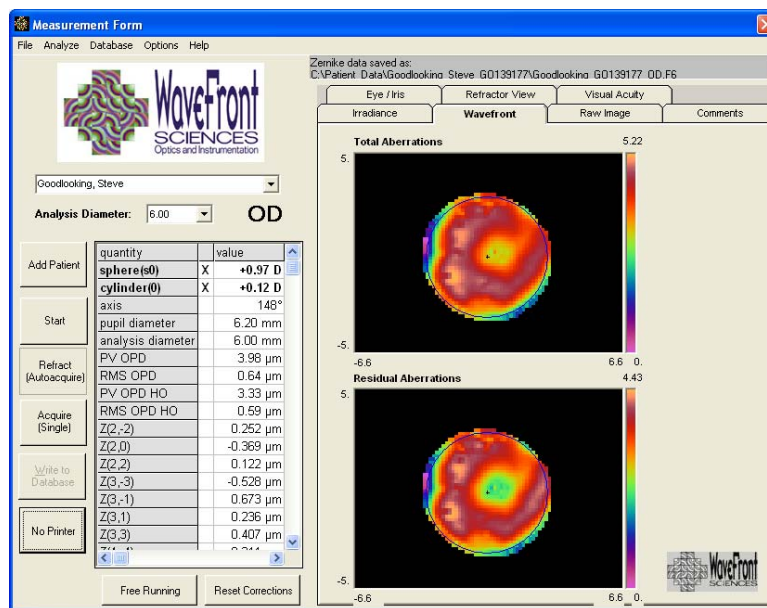 Measurement Form
File Analyze Database Options Help
WaveFront
SCIENCES
Optics and Instrumentation
Goodlooking, Steve
Analysis Diameter: 6.00 OD
Add Patient
Start
Refract
(Autoacquire)
Acquire
(Single)
Write to
Database
No Printer
quantity value
sphere(s0) X +0.97 D
cylinder(0) X +0.12 D
axis 148°
pupil diameter 6.20 mm
analysis diameter 6.00 mm
PV OPD 3.98 µm
RMS OPD 0.64 µm
PV OPD HO 3.33 µm
RMS OPD HO 0.59 µm
Z(2,-2) 0.252 µm
Z(2,0) -0.369 µm
Z(2,2) 0.122 µm
Z(3,-3) -0.528 µm
Z(3,-1) 0.673 µm
Z(3,1) 0.236 µm
Z(3,3) 0.407 µm
Free Running Reset Corrections
Zernike data saved as:
C:\Patient_Data\Goodlooking_Steve_GO139177\Goodlooking_GO139177_OD.F6
Eye / Iris Refractor View Visual Acuity
Irradiance Wavefront Raw Image Comments
Total Aberrations 5.22
5.
-5.
-6.6 6.6 0.
Residual Aberrations 4.43
5.
-5.
-6.6 6.6 0.
WaveFront
SCIENCES